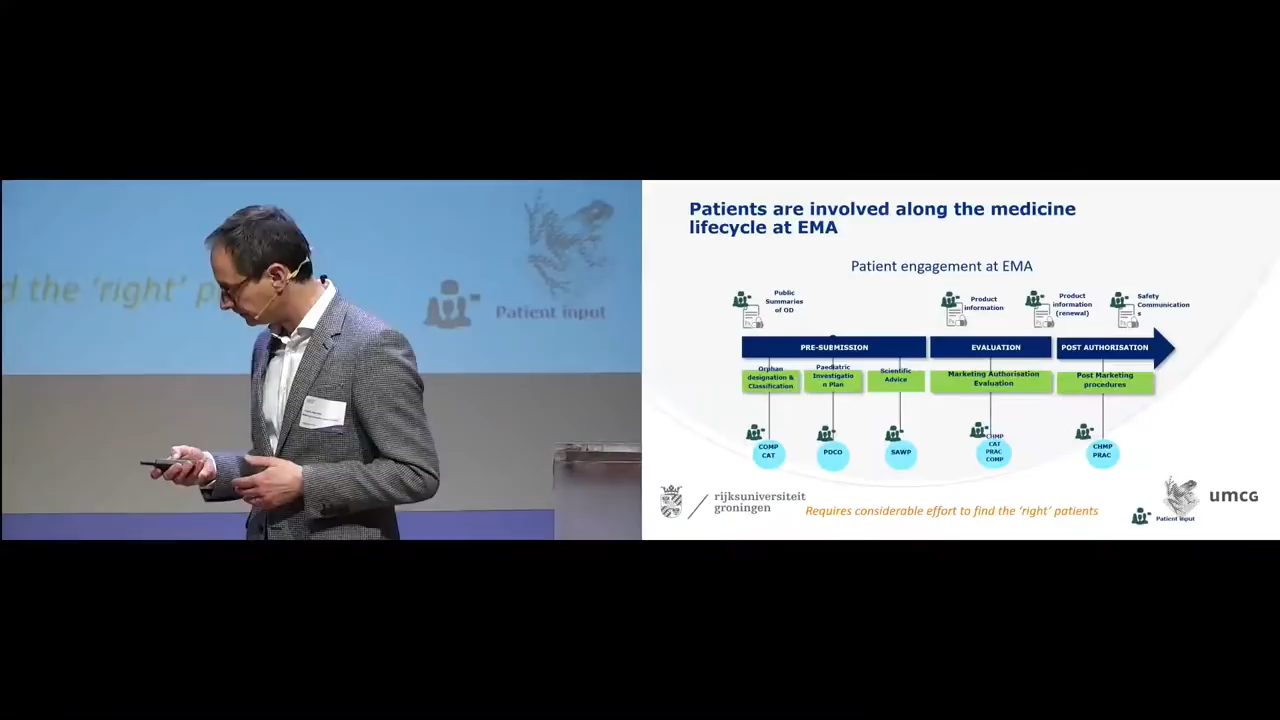 d the 'right' p
Patient input
Patients are involved along the medicine
lifecycle at EMA
Patient engagement at EMA
Public
Summaries
of OD
Product
information
Product
information
(renewal)
Safety
Communication
s
PRE-SUBMISSION
EVALUATION
POST AUTHORISATION
Orphan
designation &
Classification
Paediatric
Investigatio
n Plan
Scientific
Advice
Marketing Authorisation
Evaluation
Post Marketing
procedures
COMP
CAT
PDCO
SAWP
CHMP
CAT
PRAC
COMP
CHMP
PRAC
rijksuniversiteit
groningen
Requires considerable effort to find the 'right' patients
Patient input
umcg